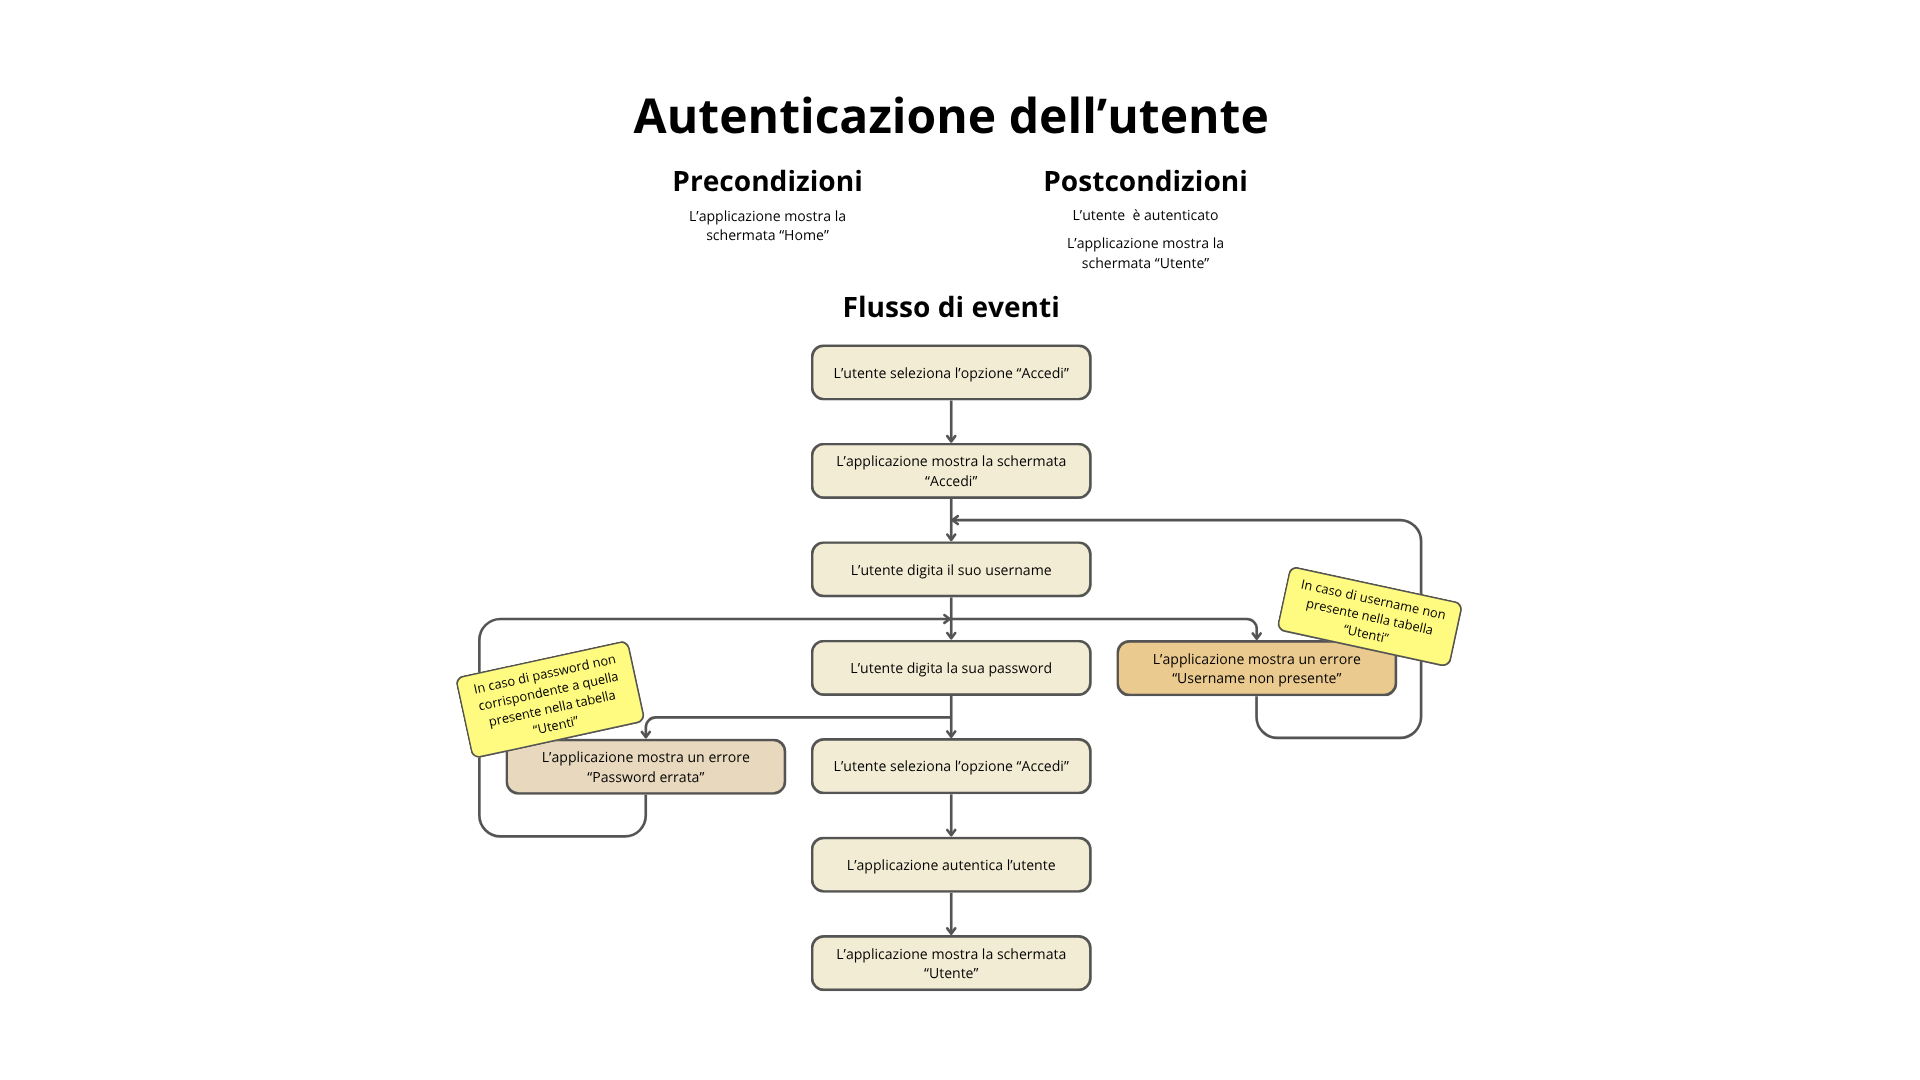 Autenticazione dell’utente
Precondizioni
L’applicazione mostra la
schermata “Home”
Postcondizioni
L’utente  è autenticato
L’applicazione mostra la
schermata “Utente”
Flusso di eventi
L’utente seleziona l’opzione “Accedi”
L’applicazione mostra la schermata
“Accedi”
L’utente digita il suo username
In caso di username non
presente nella tabella
“Utenti”
L’utente digita la sua password
L’applicazione mostra un errore
“Username non presente”
In caso di password non
corrispondente a quella
presente nella tabella
“Utenti”
L’applicazione mostra un errore
“Password errata”
L’utente seleziona l’opzione “Accedi”
L’applicazione autentica l’utente
L’applicazione mostra la schermata
“Utente”